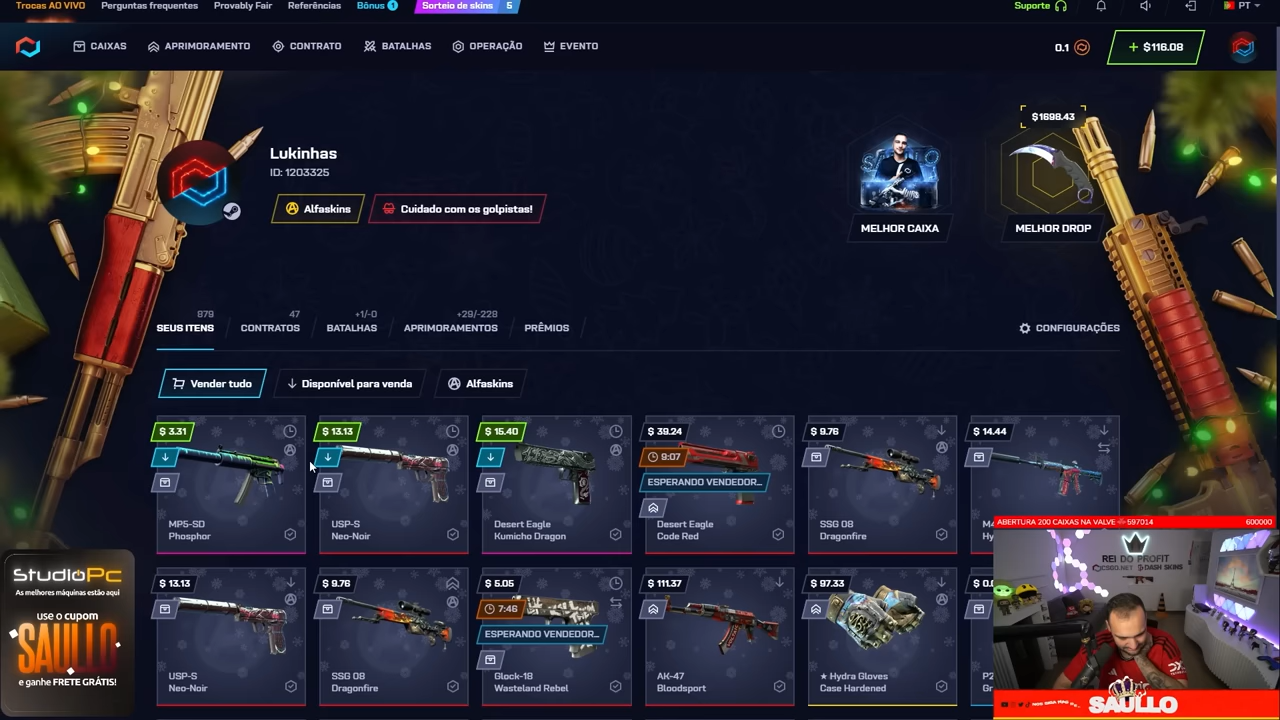 Trocas AO VIVO Perguntas frequentes Provably Fair Referências Bônus 1 Sorteio de skins 5 Suporte PT
CAIXAS APRIMORAMENTO CONTRATO BATALHAS OPERAÇÃO EVENTO 0.1 + $116.08
Lukinhas
ID: 1203325
Alfaskins Cuidado com os golpistas!
$1698.43
MELHOR CAIXA MELHOR DROP
879 47 +1/-0 +29/-228
SEUS ITENS CONTRATOS BATALHAS APRIMORAMENTOS PRÊMIOS CONFIGURAÇÕES
Vender tudo Disponível para venda Alfaskins
$ 3.31 $ 13.13 $ 15.40 $ 39.24 $ 9.76 $ 14.44
9:07
ESPERANDO VENDEDOR...
MP5-SD USP-S Desert Eagle Desert Eagle SSG 08
Phosphor Neo-Noir Kumicho Dragon Code Red Dragonfire
$ 13.13 $ 9.76 $ 5.05 $ 111.37 $ 97.33
7:46
ESPERANDO VENDEDOR...
USP-S SSG 08 Glock-18 AK-47 ★ Hydra Gloves
Neo-Noir Dragonfire Wasteland Rebel Bloodsport Case Hardened
StudioPc
As melhores máquinas estão aqui
USE O CUPOM
SAULLO
e ganhe FRETE GRÁTIS!
ABERTURA 200 CAIXAS NA VALVE 597014 600000
REI DO PROFIT
CSGO.NET DASH SKINS
SAULLO